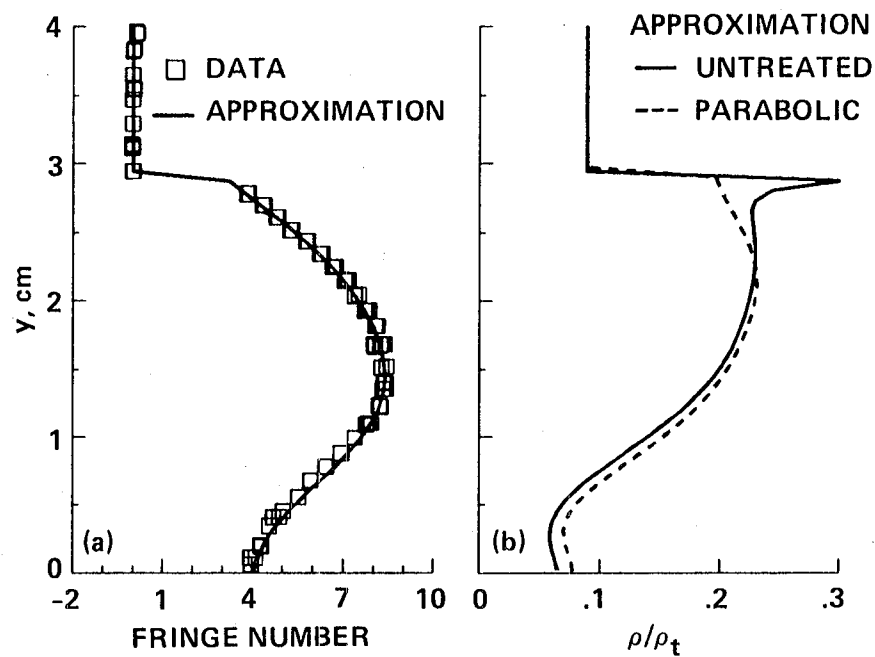 4
3
2
1
0
y, cm
□ DATA
APPROXIMATION
(a)
-2 1 4 7 10
FRINGE NUMBER
APPROXIMATION
UNTREATED
PARABOLIC
(b)
0 .1 .2 0.3
ρ/ρt